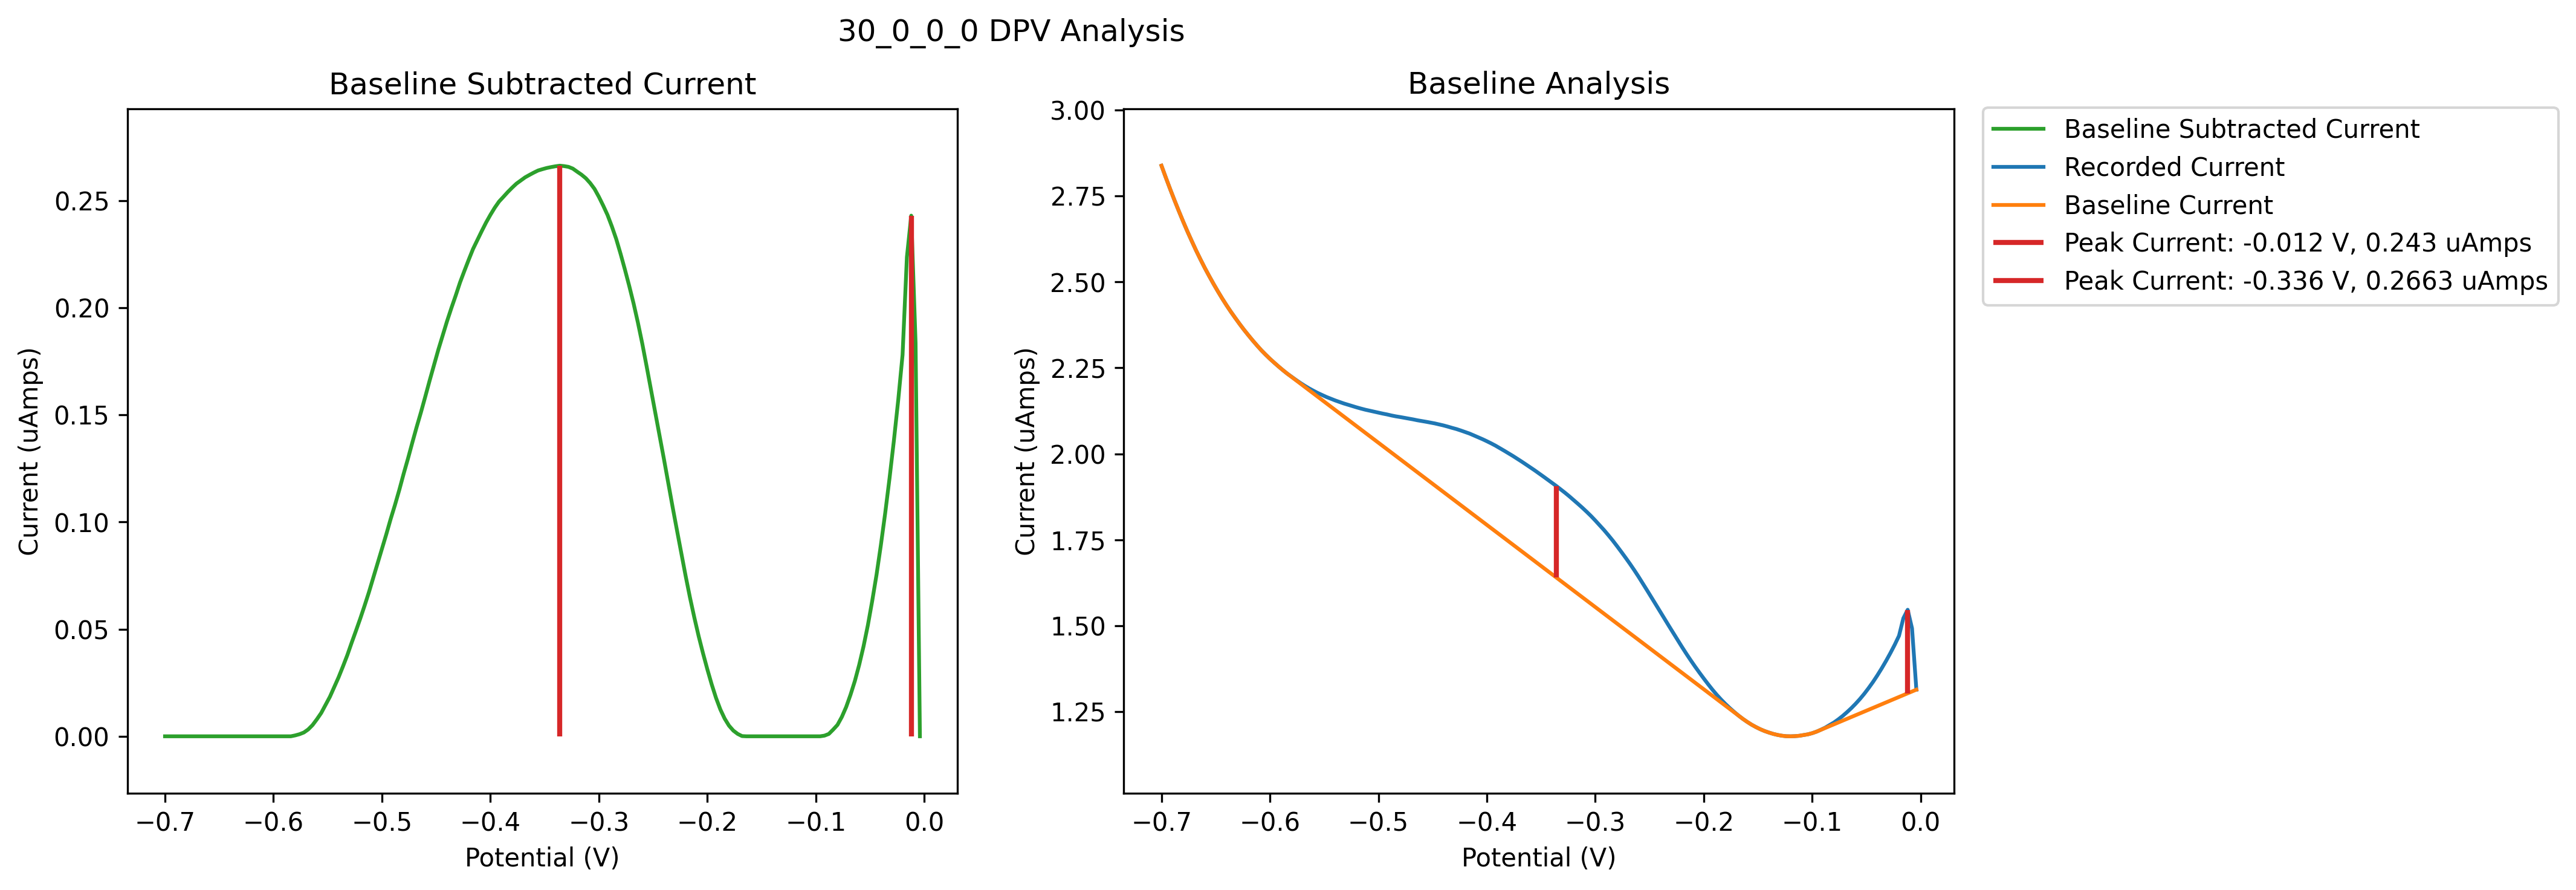 30_0_0_0 DPV Analysis
Baseline Subtracted Current
Current (uAmps)
0.25
0.20
0.15
0.10
0.05
0.00
−0.7 −0.6 −0.5 −0.4 −0.3 −0.2 −0.1 0.0
Potential (V)
Baseline Analysis
Current (uAmps)
3.00
2.75
2.50
2.25
2.00
1.75
1.50
1.25
−0.7 −0.6 −0.5 −0.4 −0.3 −0.2 −0.1 0.0
Potential (V)
Baseline Subtracted Current
Recorded Current
Baseline Current
Peak Current: -0.012 V, 0.243 uAmps
Peak Current: -0.336 V, 0.2663 uAmps